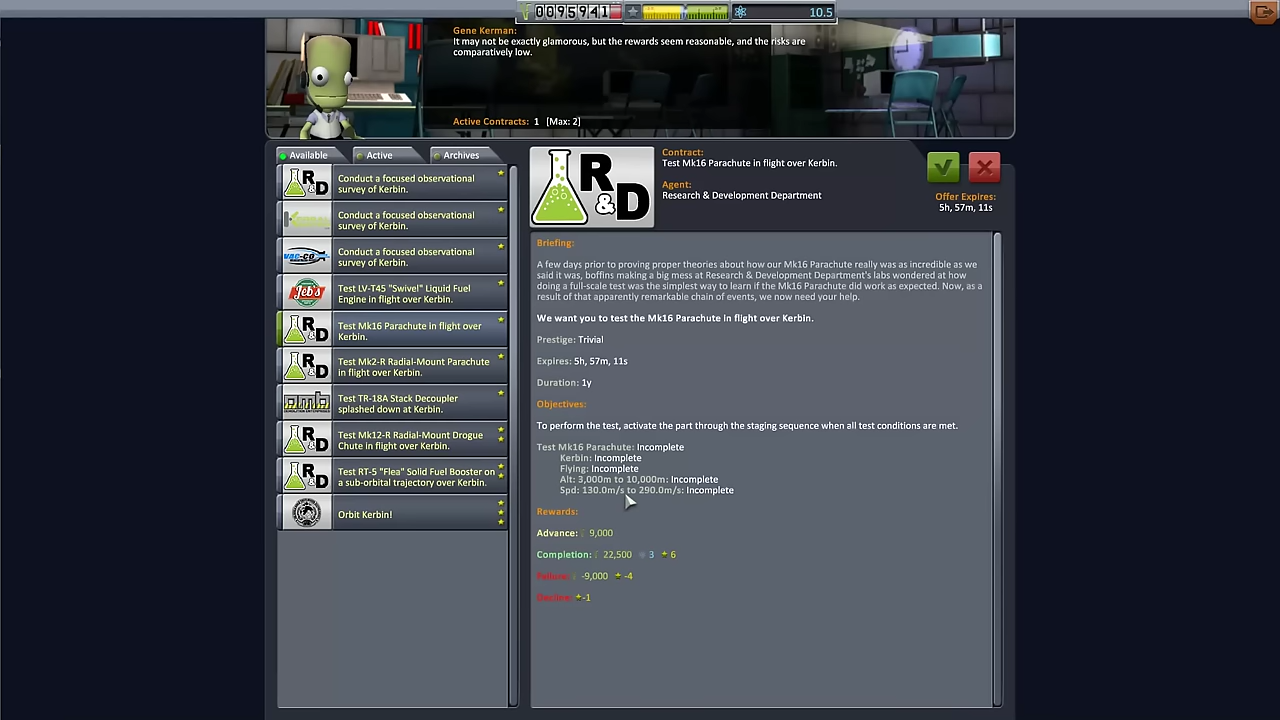 0095941
10.5
Gene Kerman:
It may not be exactly glamorous, but the rewards seem reasonable, and the risks are
comparatively low.
Active Contracts: 1 [Max: 2]
Available
Active
Archives
R&D
Conduct a focused observational
survey of Kerbin.
Conduct a focused observational
survey of Kerbin.
VAC-CO
Conduct a focused observational
survey of Kerbin.
Jeb's
Test LV-T45 "Swivel" Liquid Fuel
Engine in flight over Kerbin.
R&D
Test Mk16 Parachute in flight over
Kerbin.
R&D
Test Mk2-R Radial-Mount Parachute
in flight over Kerbin.
Test TR-18A Stack Decoupler
splashed down at Kerbin.
R&D
Test Mk12-R Radial-Mount Drogue
Chute in flight over Kerbin.
R&D
Test RT-5 "Flea" Solid Fuel Booster on
a sub-orbital trajectory over Kerbin.
Orbit Kerbin!
R&D
Contract:
Test Mk16 Parachute in flight over Kerbin.
Agent:
Research & Development Department
Offer Expires:
5h, 57m, 11s
Briefing:
A few days prior to proving proper theories about how our Mk16 Parachute really was as incredible as we
said it was, boffins making a big mess at Research & Development Department's labs wondered at how
doing a full-scale test was the simplest way to learn if the Mk16 Parachute did work as expected. Now, as a
result of that apparently remarkable chain of events, we now need your help.
We want you to test the Mk16 Parachute in flight over Kerbin.
Prestige: Trivial
Expires: 5h, 57m, 11s
Duration: 1y
Objectives:
To perform the test, activate the part through the staging sequence when all test conditions are met.
Test Mk16 Parachute: Incomplete
Kerbin: Incomplete
Flying: Incomplete
Alt: 3,000m to 10,000m: Incomplete
Spd: 130.0m/s to 290.0m/s: Incomplete
Rewards:
Advance: 9,000
Completion: 22,500 3 6
Failure: -9,000 -4
Decline: -1